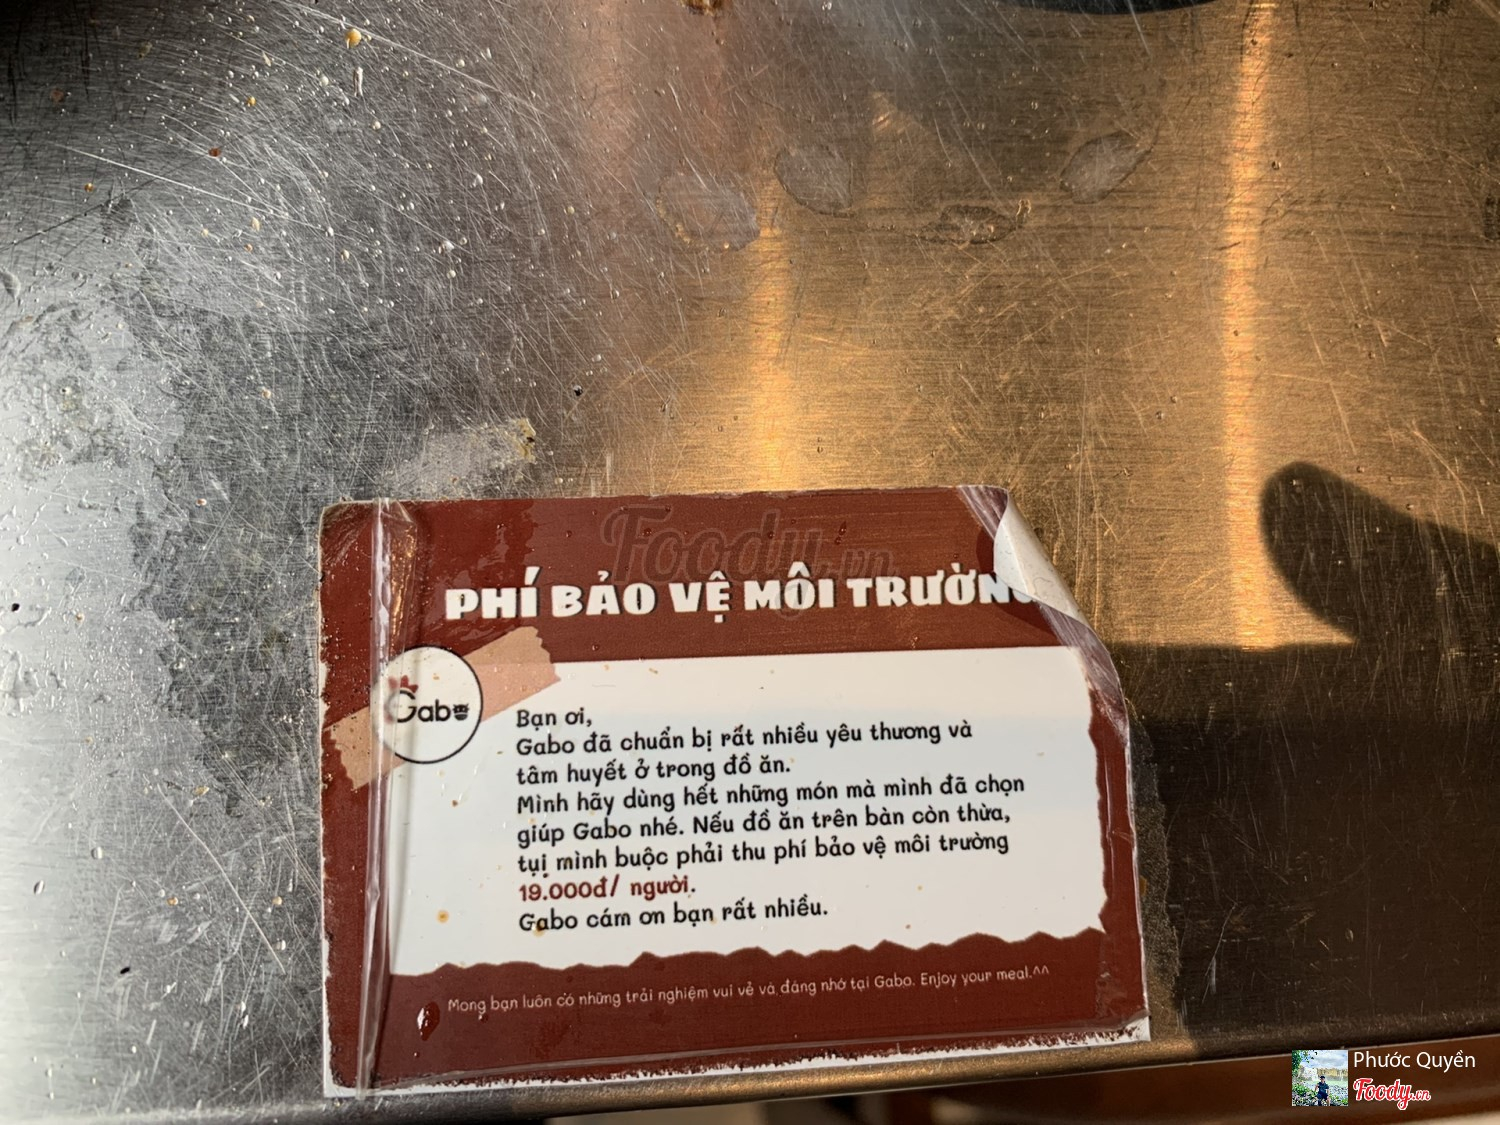 Foody.vn
PHÍ BẢO VỆ MÔI TRƯỜNG
Gabo
Bạn ơi,
Gabo đã chuẩn bị rất nhiều yêu thương và
tâm huyết ở trong đồ ăn.
Mình hãy dùng hết những món mà mình đã chọn
giúp Gabo nhé. Nếu đồ ăn trên bàn còn thừa,
tụi mình buộc phải thu phí bảo vệ môi trường
19.000đ/ người.
Gabo cám ơn bạn rất nhiều.
Mong bạn luôn có những trải nghiệm vui vẻ và đáng nhớ tại Gabo. Enjoy your meal.^^
Phước Quyền
Foody.vn